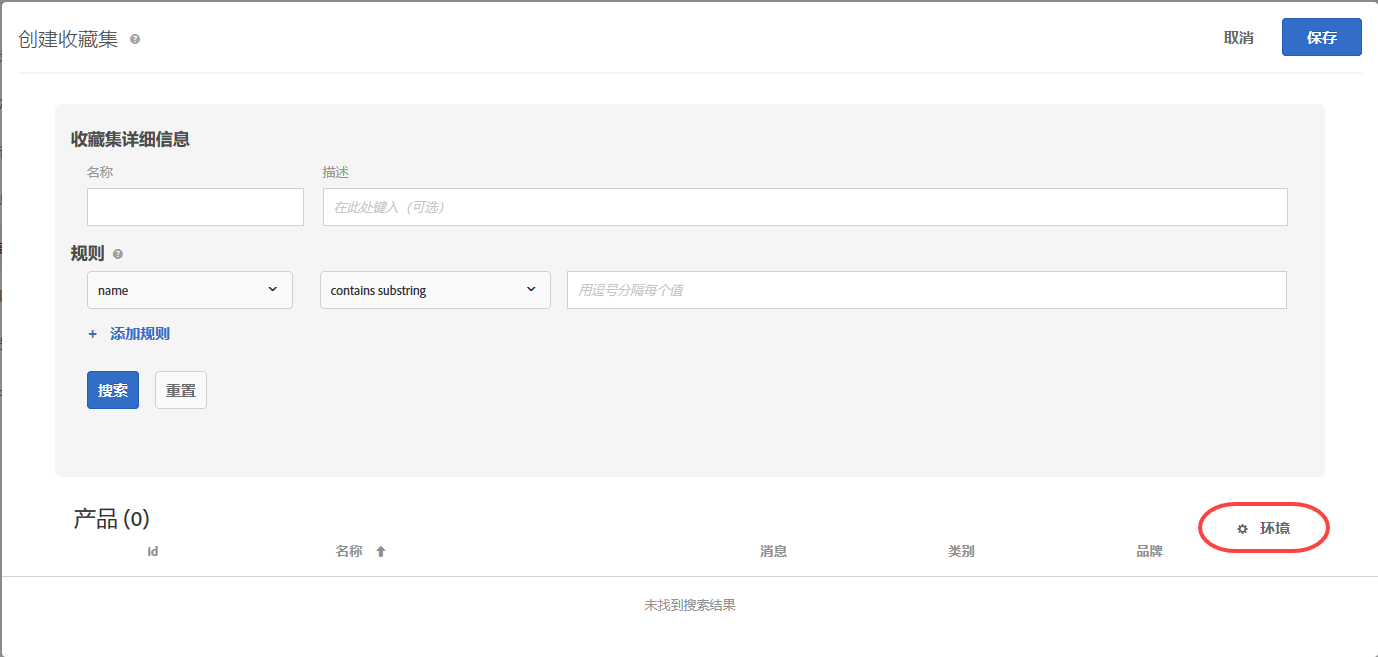 创建收藏集
取消
保存
收藏集详细信息
名称
描述
在此处键入（可选）
规则
name
contains substring
用逗号分隔每个值
+ 添加规则
搜索
重置
产品 (0)
环境
Id
名称
消息
类别
品牌
未找到搜索结果